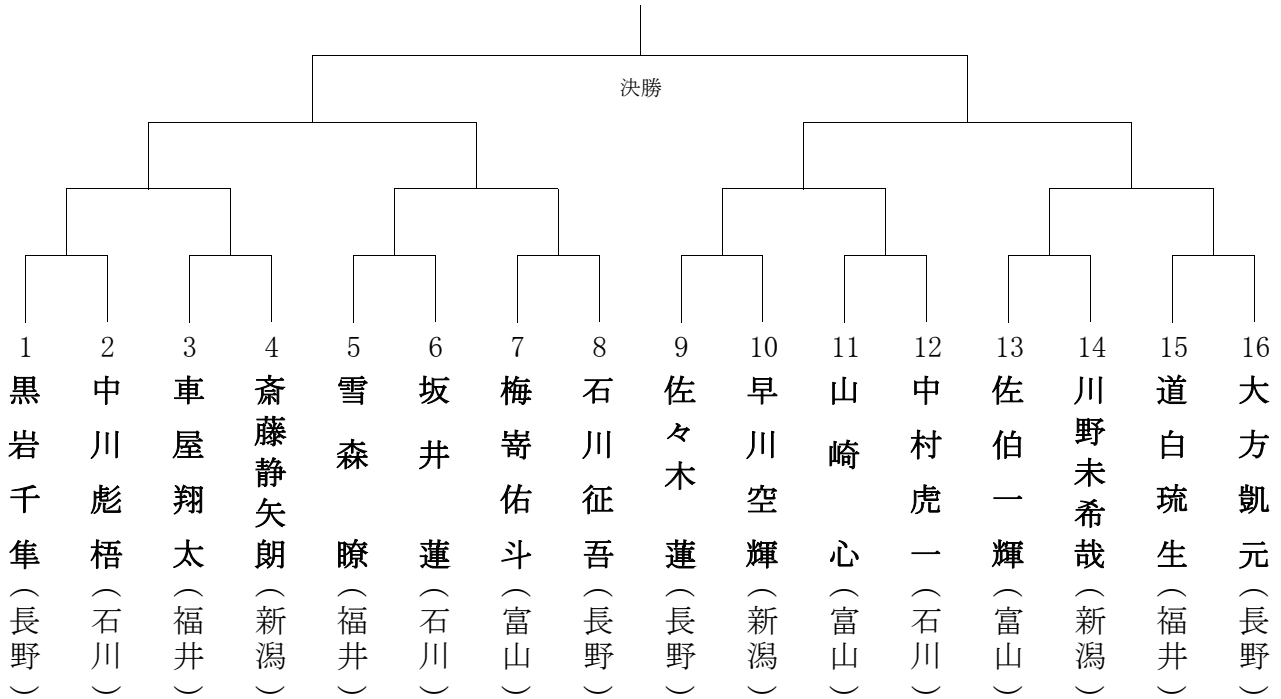 決勝
1
黒岩千隼(長野)
2
中川彪梧(石川)
3
車屋翔太(福井)
4
斎藤静矢朗(新潟)
5
雪森 瞭(福井)
6
坂井 蓮(石川)
7
梅嵜佑斗(富山)
8
石川征吾(長野)
9
佐々木 蓮(長野)
10
早川空輝(新潟)
11
山崎 心(富山)
12
中村虎一(石川)
13
佐伯一輝(富山)
14
川野未希哉(新潟)
15
道白琉生(福井)
16
大方凱元(長野)